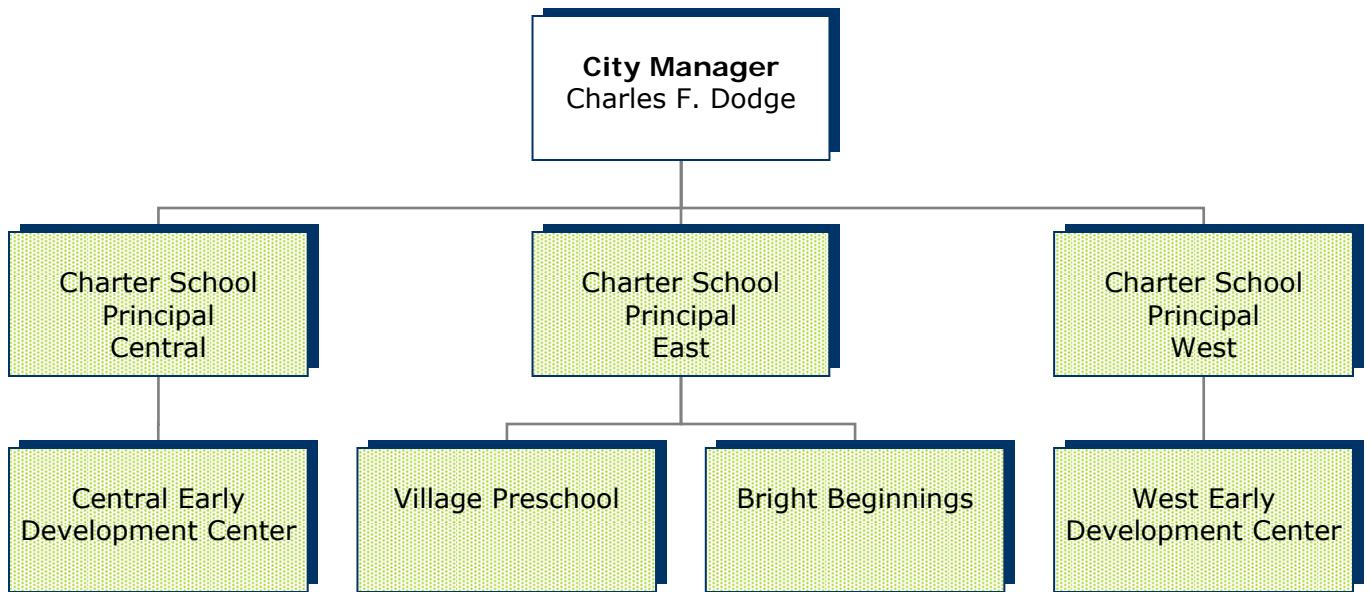 City Manager
Charles F. Dodge
Charter School
Principal
Central
Charter School
Principal
East
Charter School
Principal
West
Central Early
Development Center
Village Preschool
Bright Beginnings
West Early
Development Center